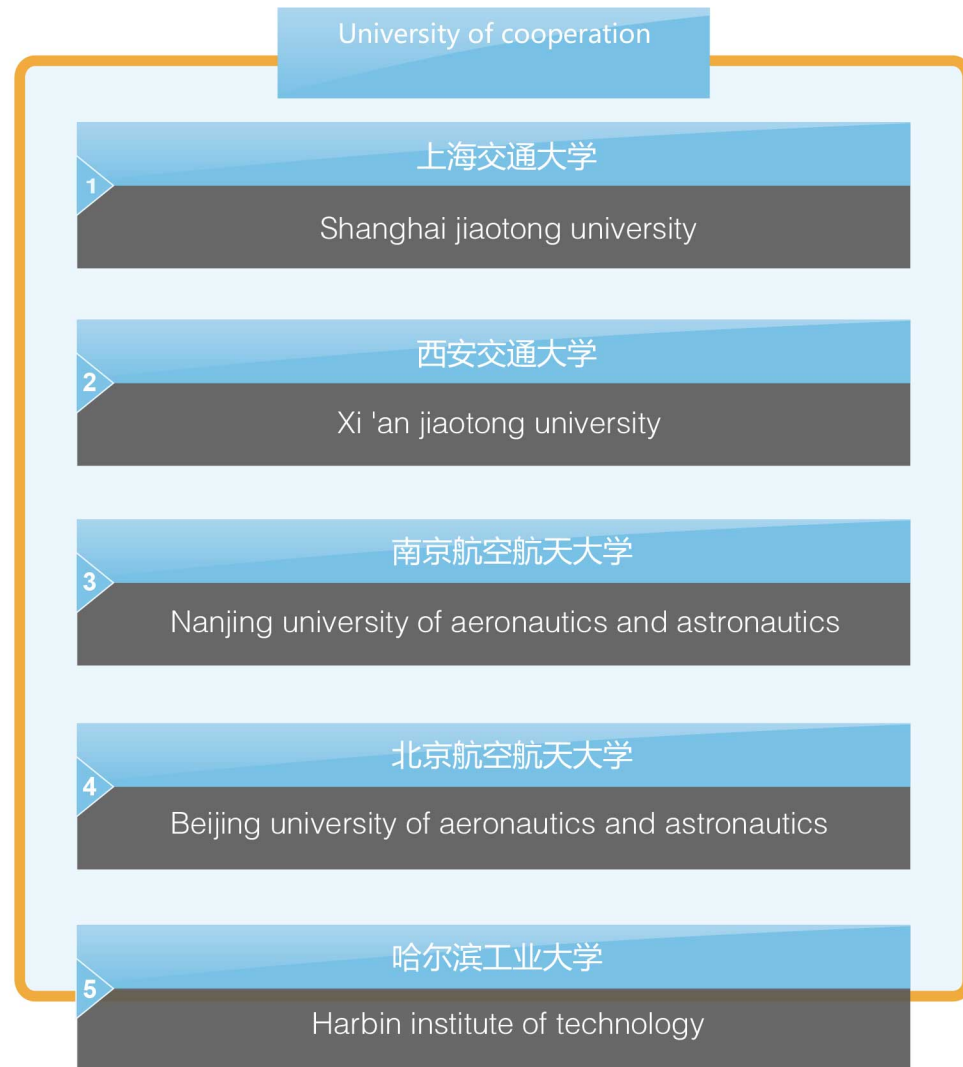 University of cooperation
上海交通大学
1
Shanghai jiaotong university
西安交通大学
2
Xi 'an jiaotong university
南京航空航天大学
3
Nanjing university of aeronautics and astronautics
北京航空航天大学
4
Beijing university of aeronautics and astronautics
哈尔滨工业大学
5
Harbin institute of technology